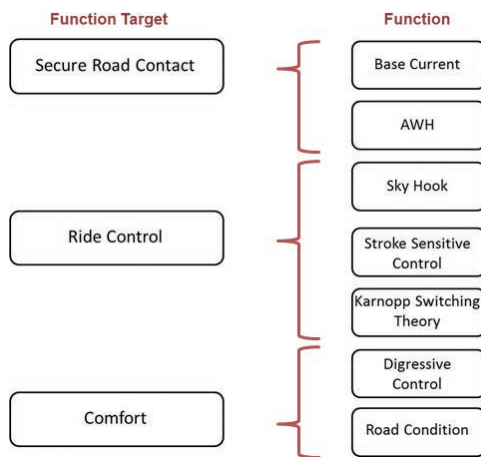 Function Target
Function
Secure Road Contact
Base Current
AWH
Ride Control
Sky Hook
Stroke Sensitive
Control
Karnopp Switching
Theory
Comfort
Digressive
Control
Road Condition